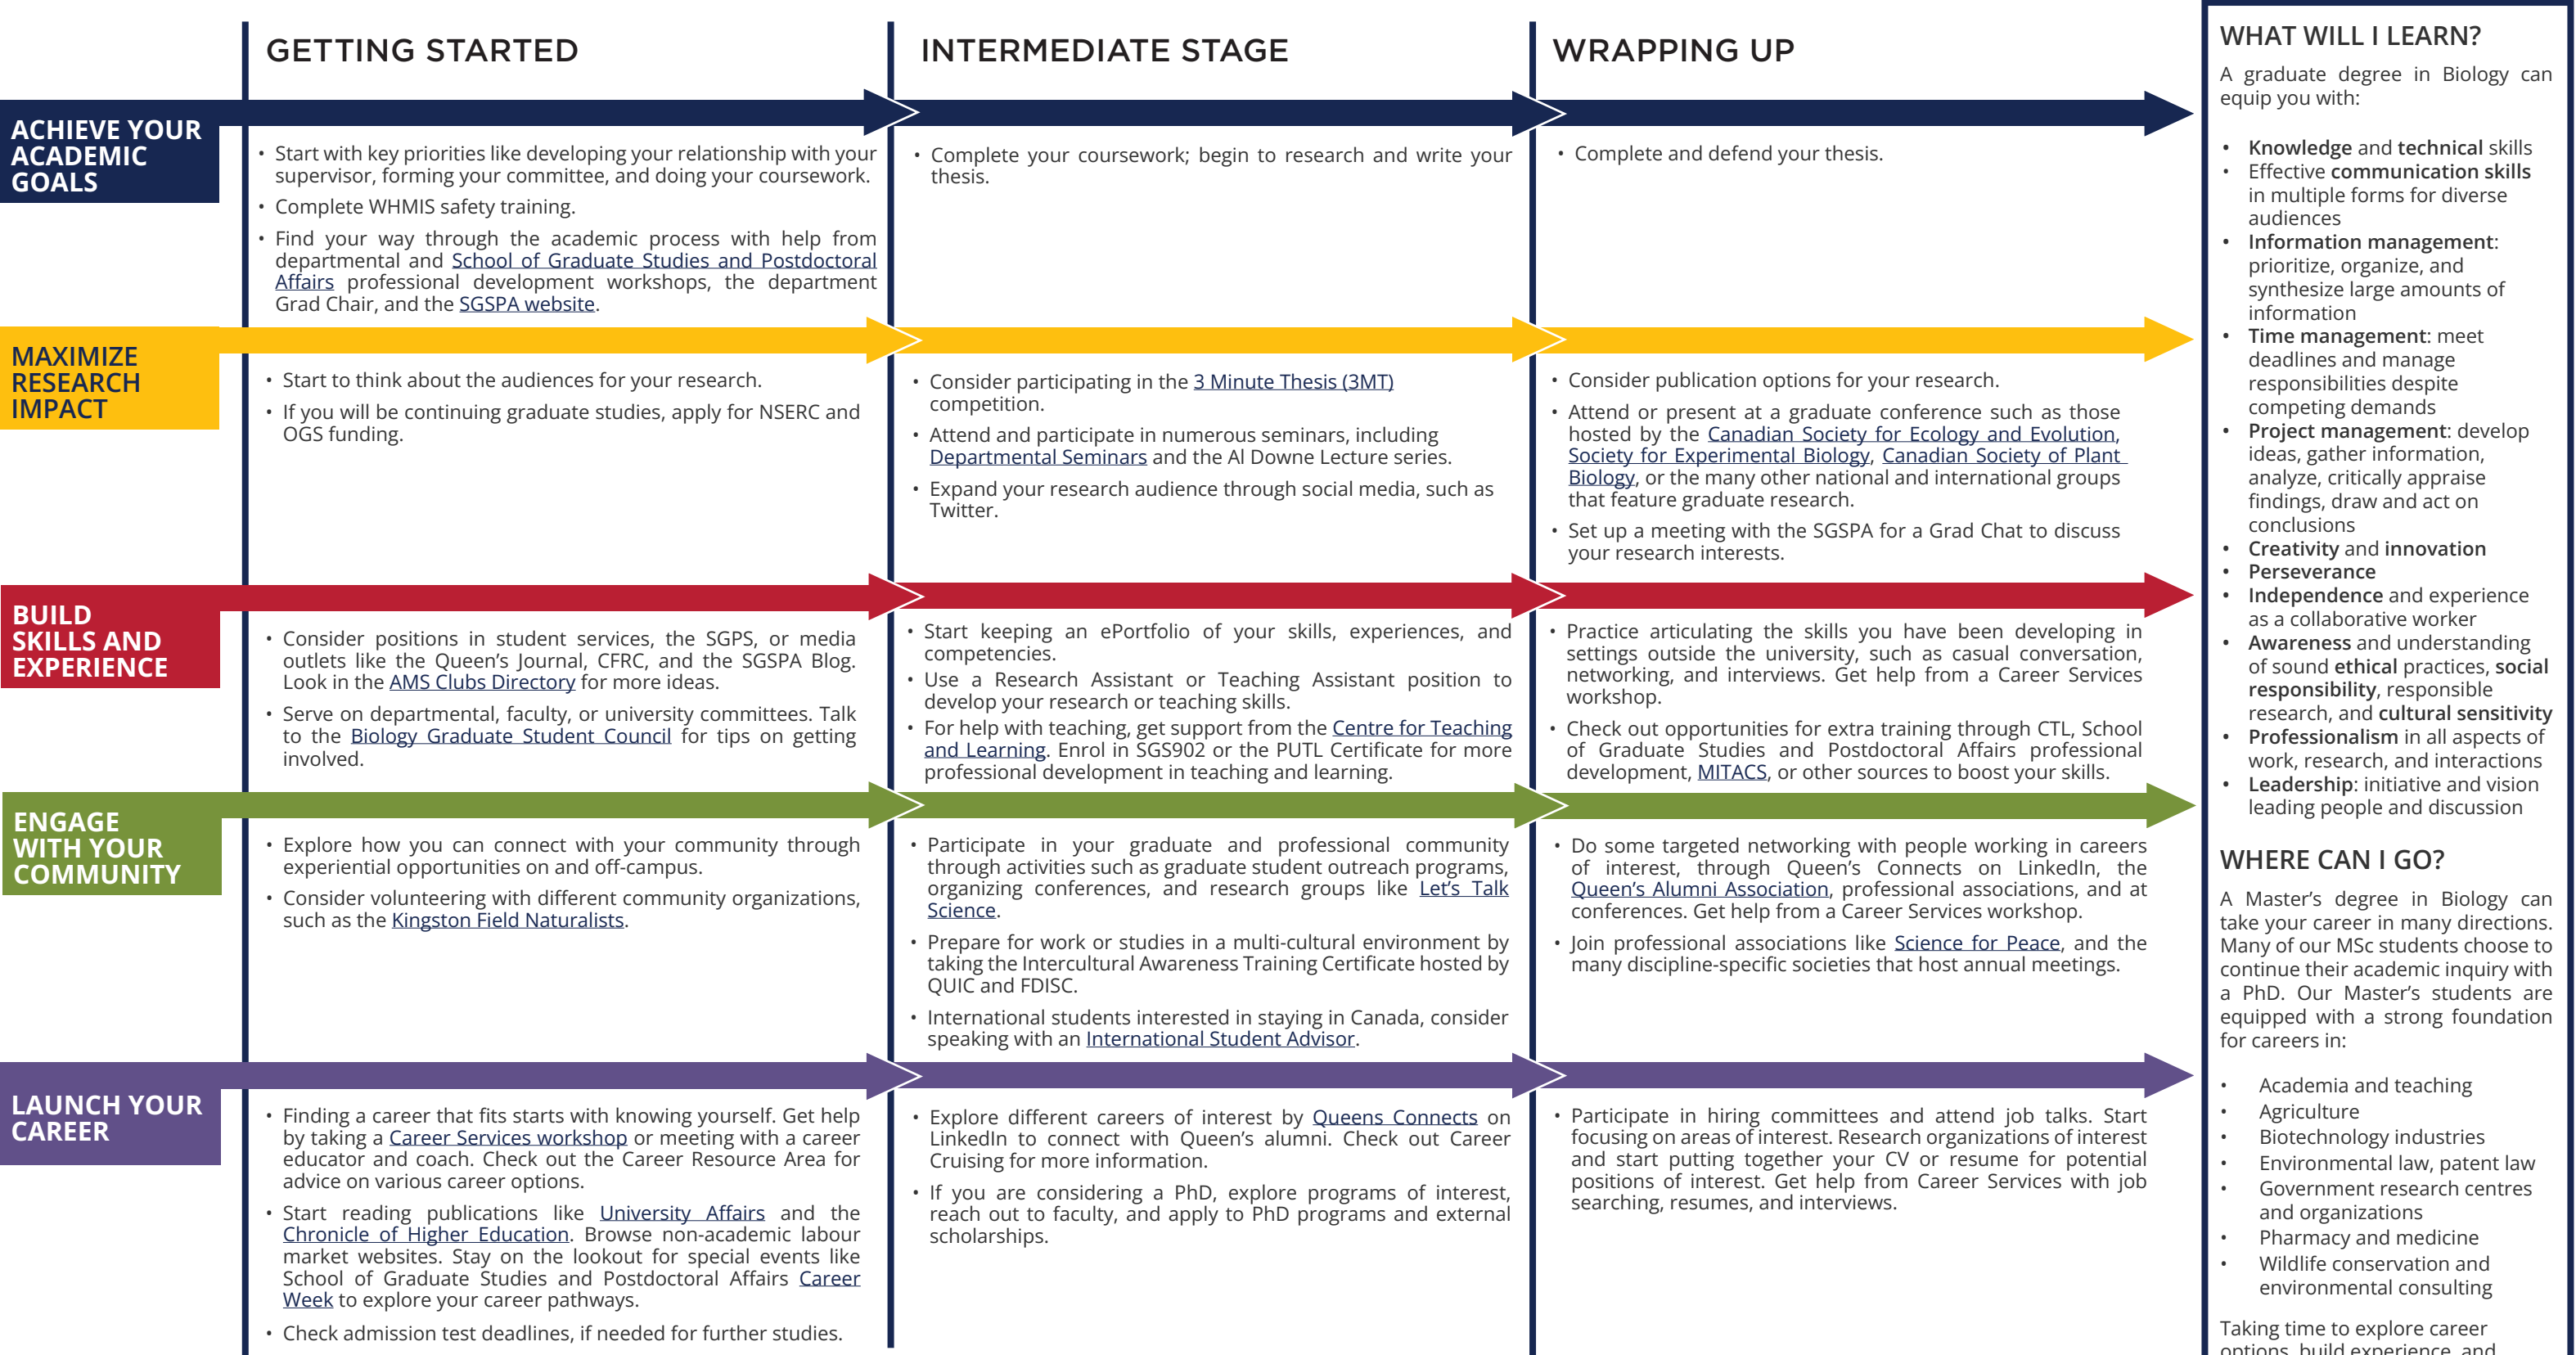 GETTING STARTED
INTERMEDIATE STAGE
WRAPPING UP
ACHIEVE YOUR
ACADEMIC
GOALS
• Start with key priorities like developing your relationship with your
supervisor, forming your committee, and doing your coursework.
• Complete WHMIS safety training.
• Find your way through the academic process with help from
departmental and School of Graduate Studies and Postdoctoral
Affairs professional development workshops, the department
Grad Chair, and the SGSPA website.
• Complete your coursework; begin to research and write your
thesis.
• Complete and defend your thesis.
MAXIMIZE
RESEARCH
IMPACT
• Start to think about the audiences for your research.
• If you will be continuing graduate studies, apply for NSERC and
OGS funding.
• Consider participating in the 3 Minute Thesis (3MT)
competition.
• Attend and participate in numerous seminars, including
Departmental Seminars and the Al Downe Lecture series.
• Expand your research audience through social media, such as
Twitter.
• Consider publication options for your research.
• Attend or present at a graduate conference such as those
hosted by the Canadian Society for Ecology and Evolution,
Society for Experimental Biology, Canadian Society of Plant
Biology, or the many other national and international groups
that feature graduate research.
• Set up a meeting with the SGSPA for a Grad Chat to discuss
your research interests.
BUILD
SKILLS AND
EXPERIENCE
• Consider positions in student services, the SGPS, or media
outlets like the Queen's Journal, CFRC, and the SGSPA Blog.
Look in the AMS Clubs Directory for more ideas.
• Serve on departmental, faculty, or university committees. Talk
to the Biology Graduate Student Council for tips on getting
involved.
• Start keeping an ePortfolio of your skills, experiences, and
competencies.
• Use a Research Assistant or Teaching Assistant position to
develop your research or teaching skills.
• For help with teaching, get support from the Centre for Teaching
and Learning. Enrol in SGS902 or the PUTL Certificate for more
professional development in teaching and learning.
• Practice articulating the skills you have been developing in
settings outside the university, such as casual conversation,
networking, and interviews. Get help from a Career Services
workshop.
• Check out opportunities for extra training through CTL, School
of Graduate Studies and Postdoctoral Affairs professional
development, MITACS, or other sources to boost your skills.
ENGAGE
WITH YOUR
COMMUNITY
• Explore how you can connect with your community through
experiential opportunities on and off-campus.
• Consider volunteering with different community organizations,
such as the Kingston Field Naturalists.
• Participate in your graduate and professional community
through activities such as graduate student outreach programs,
organizing conferences, and research groups like Let's Talk
Science.
• Prepare for work or studies in a multi-cultural environment by
taking the Intercultural Awareness Training Certificate hosted by
QUIC and FDISC.
• International students interested in staying in Canada, consider
speaking with an International Student Advisor.
• Do some targeted networking with people working in careers
of interest, through Queen's Connects on LinkedIn, the
Queen's Alumni Association, professional associations, and at
conferences. Get help from a Career Services workshop.
• Join professional associations like Science for Peace, and the
many discipline-specific societies that host annual meetings.
LAUNCH YOUR
CAREER
• Finding a career that fits starts with knowing yourself. Get help
by taking a Career Services workshop or meeting with a career
educator and coach. Check out the Career Resource Area for
advice on various career options.
• Start reading publications like University Affairs and the
Chronicle of Higher Education. Browse non-academic labour
market websites. Stay on the lookout for special events like
School of Graduate Studies and Postdoctoral Affairs Career
Week to explore your career pathways.
• Check admission test deadlines, if needed for further studies.
• Explore different careers of interest by Queens Connects on
LinkedIn to connect with Queen's alumni. Check out Career
Cruising for more information.
• If you are considering a PhD, explore programs of interest,
reach out to faculty, and apply to PhD programs and external
scholarships.
• Participate in hiring committees and attend job talks. Start
focusing on areas of interest. Research organizations of interest
and start putting together your CV or resume for potential
positions of interest. Get help from Career Services with job
searching, resumes, and interviews.
WHAT WILL I LEARN?
A graduate degree in Biology can
equip you with:
• Knowledge and technical skills
• Effective communication skills
in multiple forms for diverse
audiences
• Information management:
prioritize, organize, and
synthesize large amounts of
information
• Time management: meet
deadlines and manage
responsibilities despite
competing demands
• Project management: develop
ideas, gather information,
analyze, critically appraise
findings, draw and act on
conclusions
• Creativity and innovation
• Perseverance
• Independence and experience
as a collaborative worker
• Awareness and understanding
of sound ethical practices, social
responsibility, responsible
research, and cultural sensitivity
• Professionalism in all aspects of
work, research, and interactions
• Leadership: initiative and vision
leading people and discussion
WHERE CAN I GO?
A Master's degree in Biology can
take your career in many directions.
Many of our MSc students choose to
continue their academic inquiry with
a PhD. Our Master's students are
equipped with a strong foundation
for careers in:
• Academia and teaching
• Agriculture
• Biotechnology industries
• Environmental law, patent law
• Government research centres
and organizations
• Pharmacy and medicine
• Wildlife conservation and
environmental consulting
Taking time to explore career
options, build experience, and